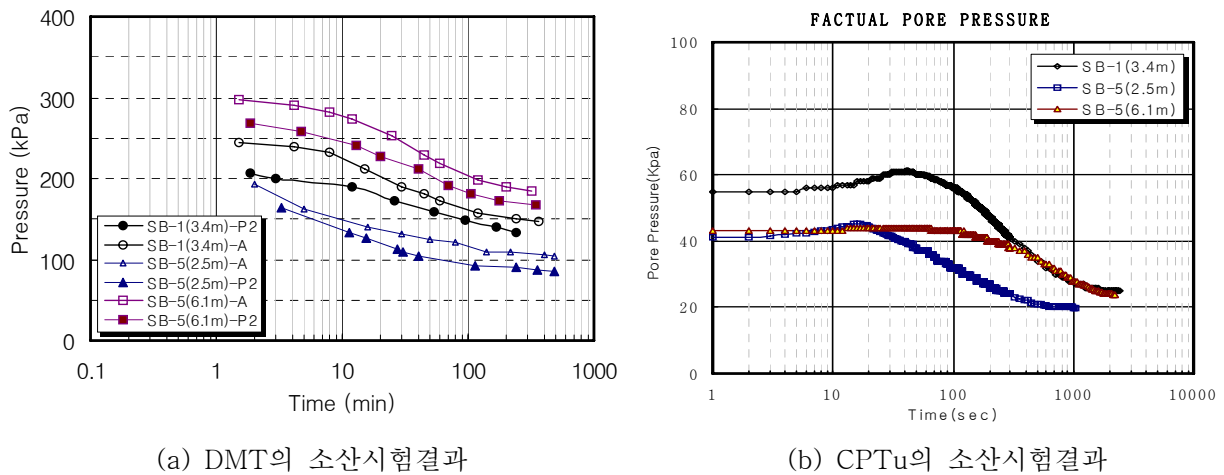 400
300
200
100
0
0.1
1
10
100
1000
Pressure (kPa)
Time (min)
SB-1(3.4m)-P2
SB-1(3.4m)-A
SB-5(2.5m)-A
SB-5(2.5m)-P2
SB-5(6.1m)-A
SB-5(6.1m)-P2
(a) DMT의 소산시험결과
FACTUAL PORE PRESSURE
100
80
60
40
20
0
1
10
100
1000
10000
Pore Pressure(Kpa)
Time(sec)
SB-1(3.4m)
SB-5(2.5m)
SB-5(6.1m)
(b) CPTu의 소산시험결과